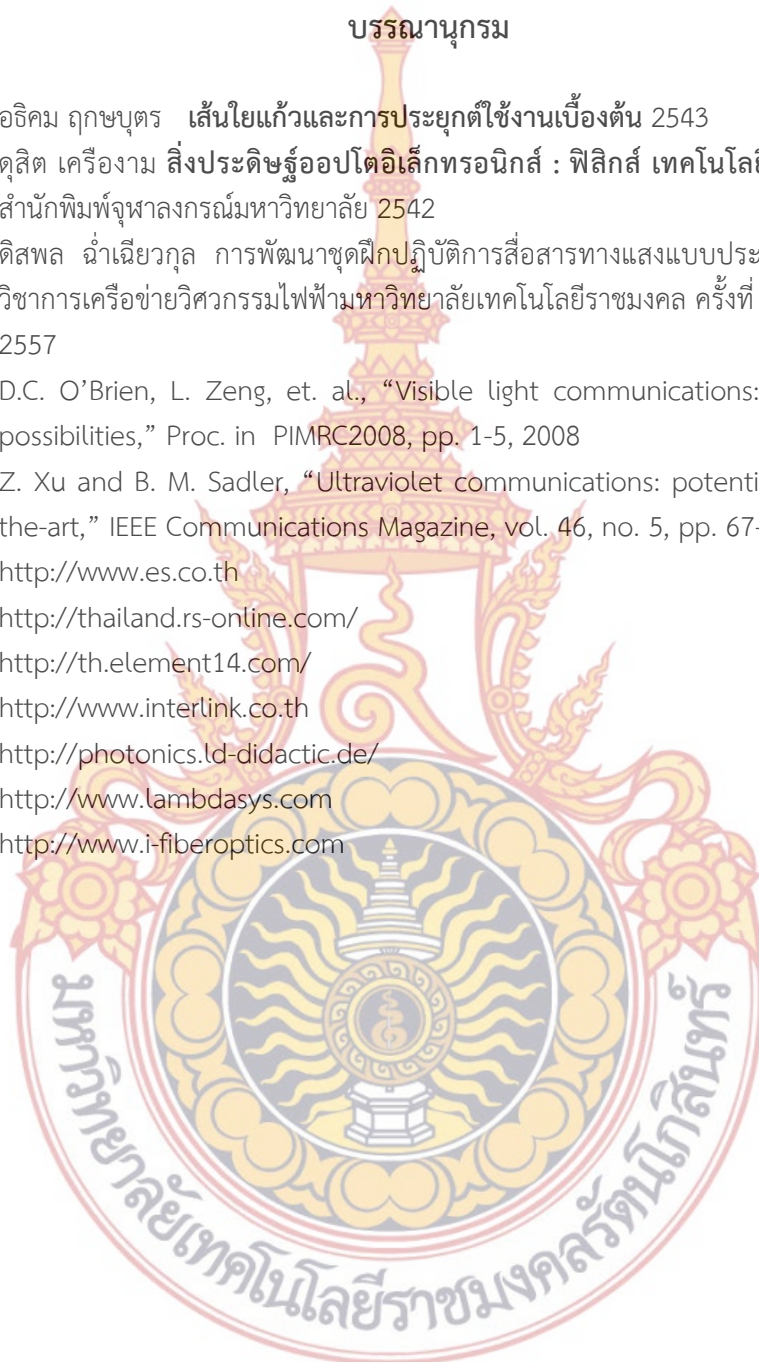 บรรณานุกรม
อธิคม ฤกษบุตร เส้นใยแก้วและการประยุกต์ใช้งานเบื้องต้น 2543
ดุสิต เครืองาม สิ่งประดิษฐ์ออปโตอิเล็กทรอนิกส์ : ฟิสิกส์
สำนักพิมพ์จุฬาลงกรณ์มหาวิทยาลัย 2542
ดิสพล ฉ่ำเฉียวกุล การพัฒนาชุดฝึกปฏิบัติการสื่อสารทางแสงแบบ
วิชาการเครือข่ายวิศวกรรมไฟฟ้ามหาวิทยาลัยเทคโนโลยีราชมงคล ครั้งที่
2557
D.C. O’Brien, L. Zeng, et. al., “Visible light communications:
possibilities,” Proc. in PIMRC2008, pp. 1-5, 2008
Z. Xu and B. M. Sadler, “Ultraviolet communications:
the-art,” IEEE Communications Magazine, vol. 46, no. 5, pp. 67-
http://www.es.co.th
http://thailand.rs-online.com/
http://th.element14.com/
http://www.interlink.co.th
http://photonics.ld-didactic.de/
http://www.lambdasys.com
http://www.i-fiberoptics.com
มหาวิทยาลัยเทคโนโลยีราชมงคลรัตนโกสินทร์